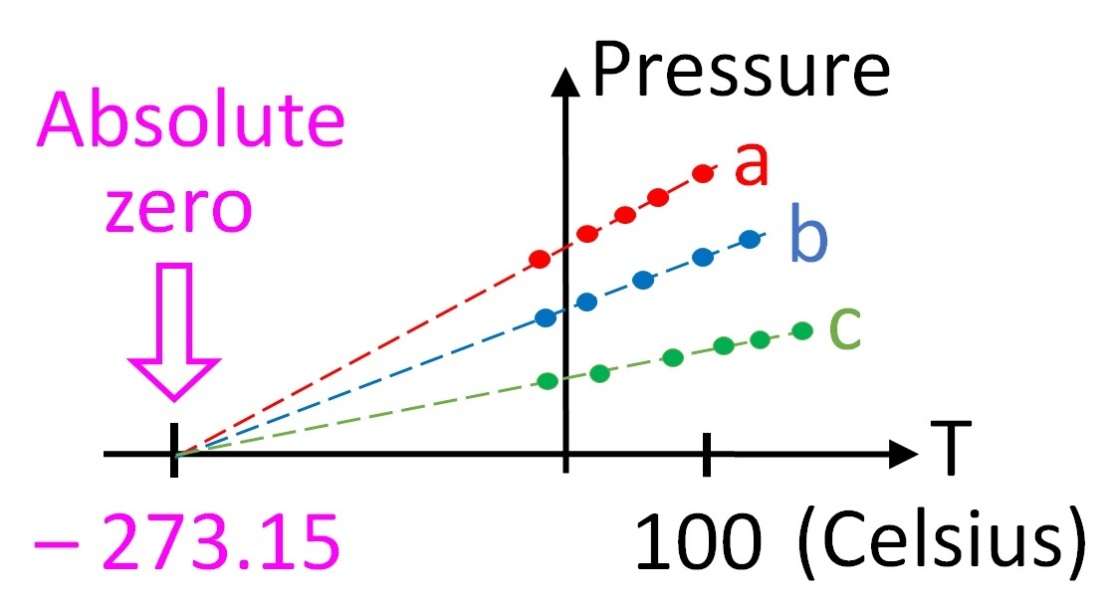 Pressure
Absolute
zero
a
b
c
T
– 273.15
100 (Celsius)